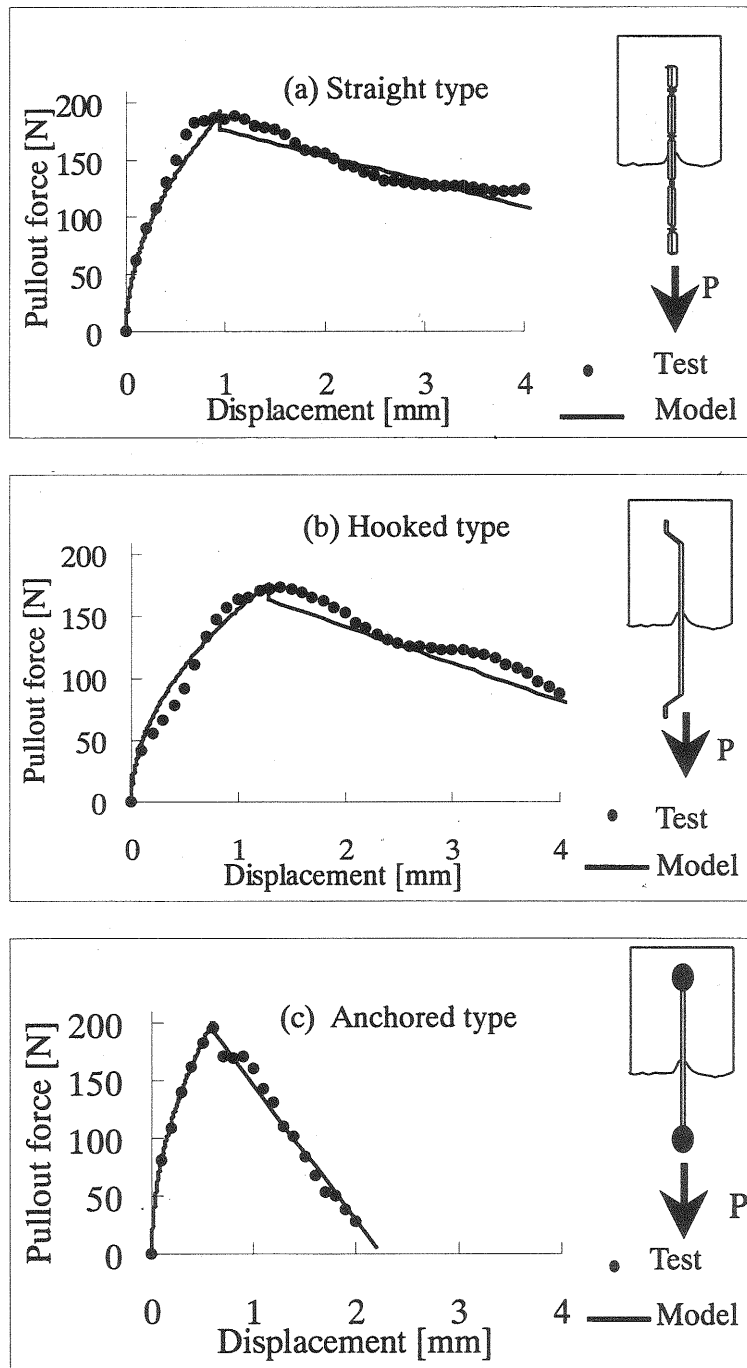 (a) Straight type
Pullout force [N]
200
150
100
50
0
0 1 2 3 4
Displacement [mm]
P
Test
Model
(b) Hooked type
Pullout force [N]
200
150
100
50
0
0 1 2 3 4
Displacement [mm]
P
Test
Model
(c) Anchored type
Pullout force [N]
200
150
100
50
0
0 1 2 3 4
Displacement [mm]
P
Test
Model